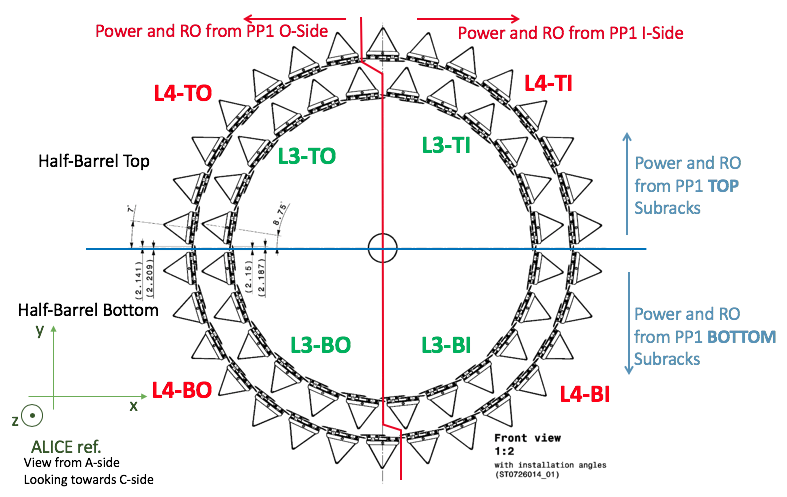 Power and RO from PP1 O-Side
Power and RO from PP1 I-Side
L4-TO
L4-TI
L3-TO
L3-TI
Half-Barrel Top
Power and RO
from PP1 TOP
Subracks
7°
8.75°
(2.141)
(2.209)
(2.15)
(2.187)
Half-Barrel Bottom
Power and RO
from PP1 BOTTOM
Subracks
y
x
z
L3-BO
L3-BI
L4-BO
L4-BI
ALICE ref.
View from A-side
Looking towards C-side
Front view
1:2
with installation angles
(ST0726014_01)